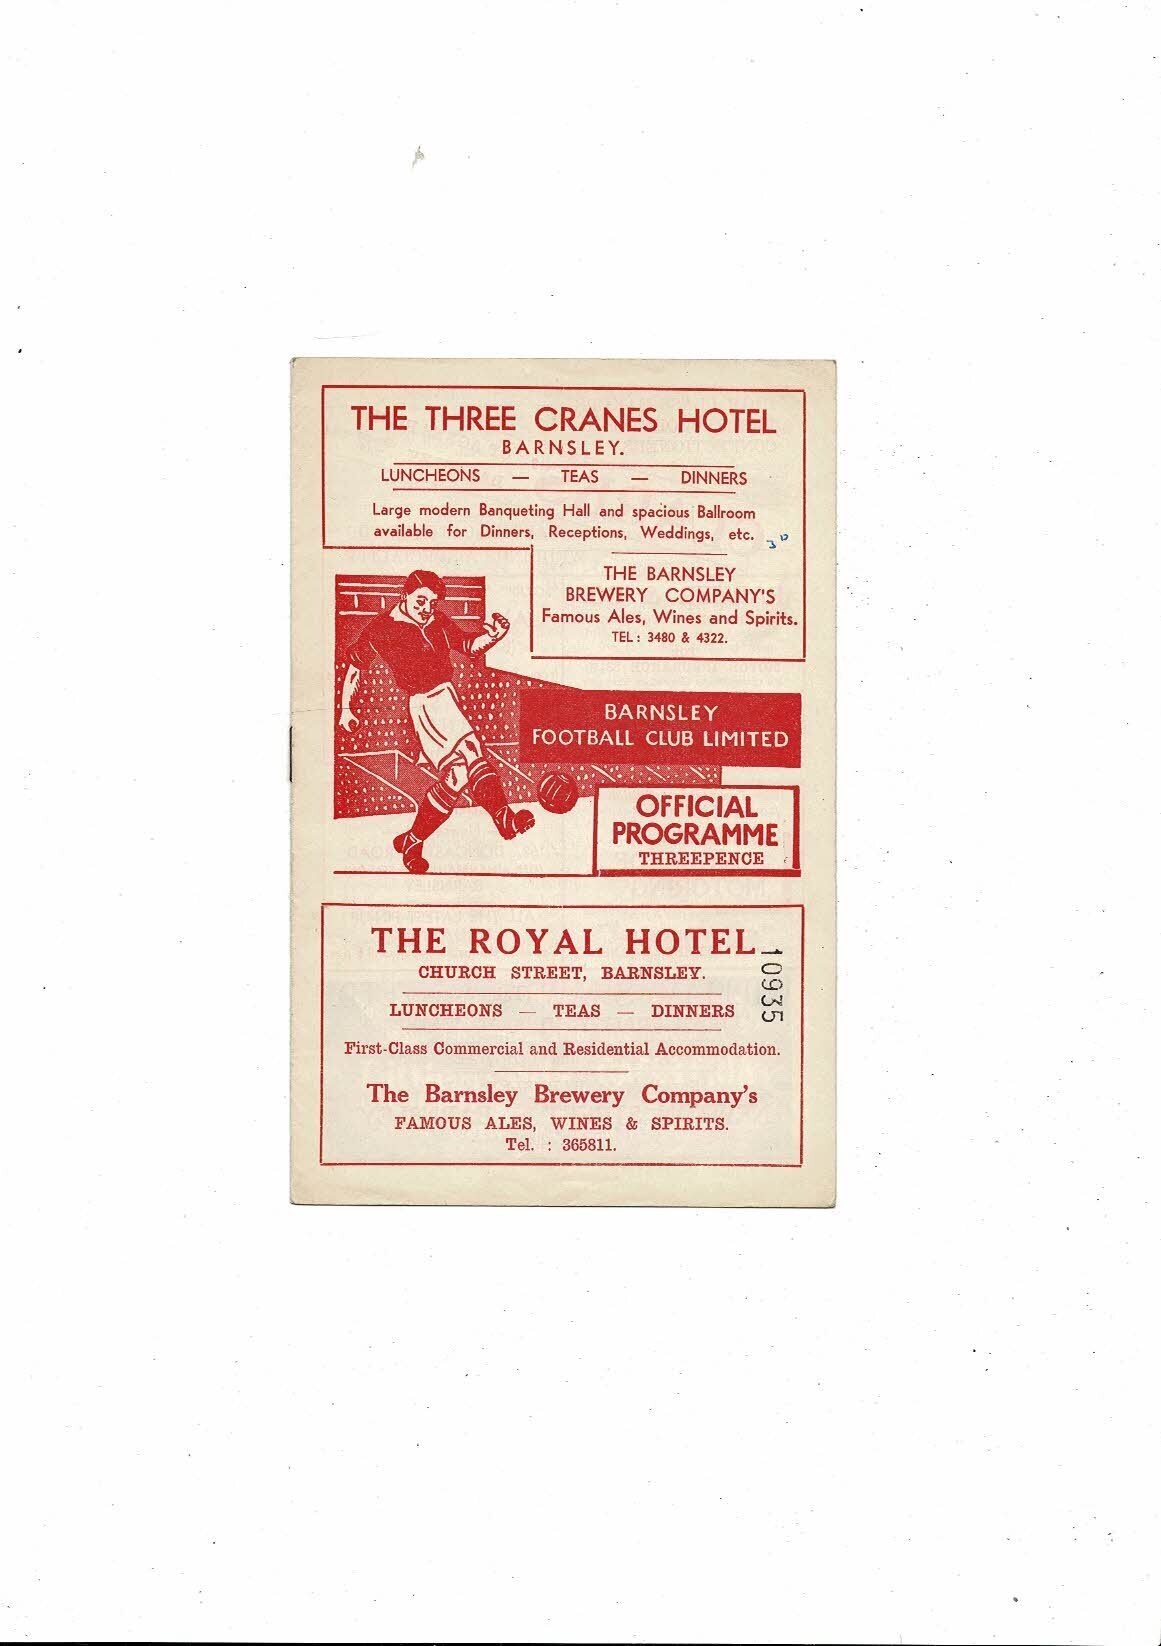 THE THREE CRANES HOTEL
BARNSLEY.
LUNCHEONS — TEAS — DINNERS
Large modern Banqueting Hall and spacious Ballroom
available for Dinners, Receptions, Weddings, etc.
THE BARNSLEY
BREWERY COMPANY'S
Famous Ales, Wines and Spirits.
TEL : 3480 & 4322.
BARNSLEY
FOOTBALL CLUB LIMITED
OFFICIAL
PROGRAMME
THREEPENCE
THE ROYAL HOTEL
CHURCH STREET, BARNSLEY.
LUNCHEONS — TEAS — DINNERS
First-Class Commercial and Residential Accommodation.
The Barnsley Brewery Company's
FAMOUS ALES, WINES & SPIRITS.
Tel. : 365811.
10935